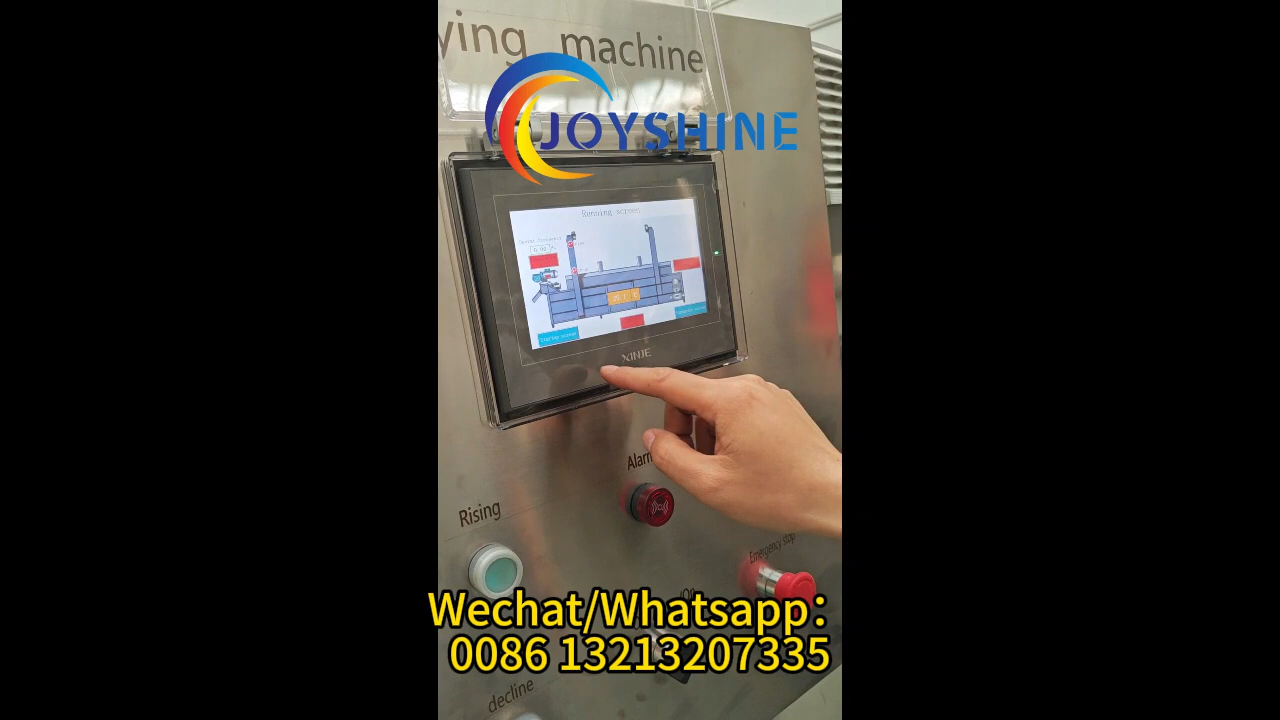 ying machine
JOYSHINE
Running screen
XINJE
Alarm
Rising
Emergency stop
Wechat/Whatsapp：
0086 13213207335
decline